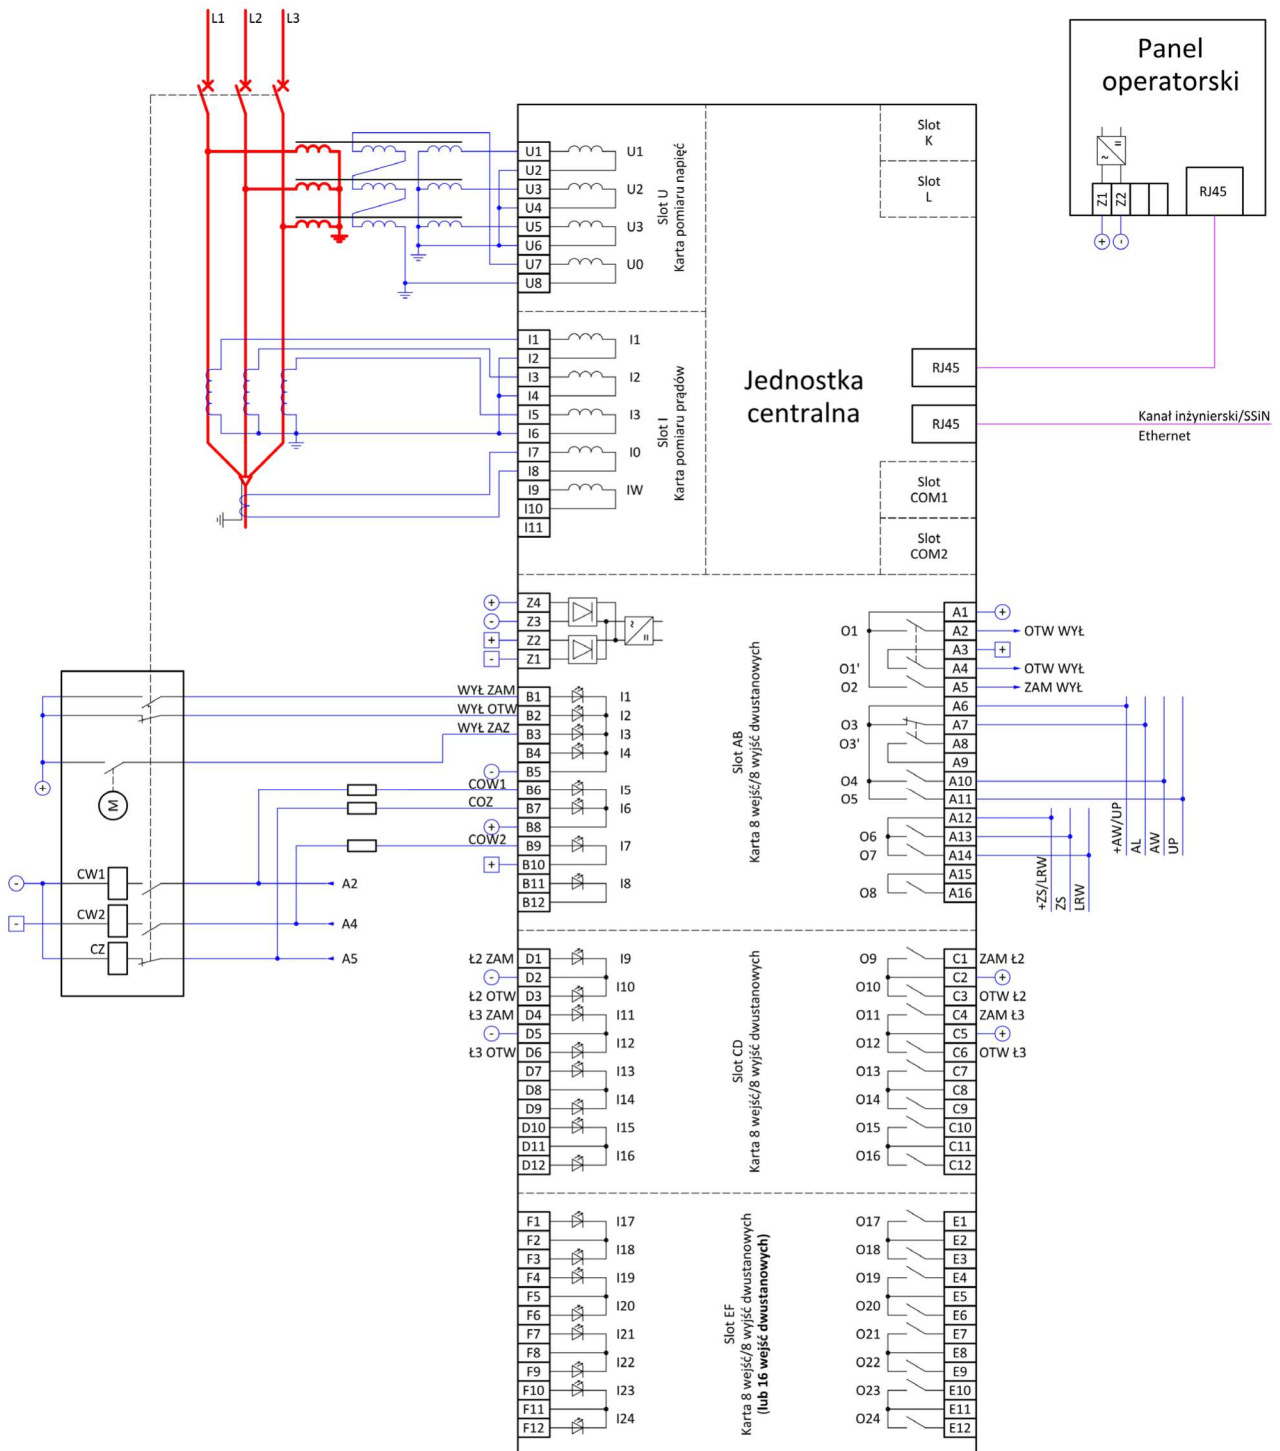 L1 L2 L3
Panel
operatorski
Z1 Z2
RJ45
+ -
Slot
K
Slot
L
U1 U1
U2
U3 U2
U4
U5 U3
U6
U7 U0
U8
Slot U
Karta pomiaru napięć
I1 I1
I2
I3 I2
I4
I5 I3
I6
I7 I0
I8
I9 IW
I10
I11
Slot I
Karta pomiaru prądów
Jednostka
centralna
RJ45
RJ45
Kanał inżynierski/SSiN
Ethernet
Slot
COM1
Slot
COM2
+ Z4
- Z3
+ Z2
- Z1
WYŁ ZAM B1 I1
WYŁ OTW B2 I2
WYŁ ZAZ B3 I3
B4 I4
- B5
COW1 B6 I5
COZ B7 I6
+ B8
COW2 B9 I7
+ B10
B11 I8
B12
+
M
- CW1 A2
- CW2 A4
CZ A5
Slot AB
Karta 8 wejść/8 wyjść dwustanowych
A1 +
O1 A2 OTW WYŁ
A3 +
O1' A4 OTW WYŁ
O2 A5 ZAM WYŁ
A6
O3 A7
O3' A8
A9
O4 A10
O5 A11
A12
O6 A13
O7 A14
A15
O8 A16
+AW/UP
AL
AW
UP
+ZS/LRW
ZS
LRW
Ł2 ZAM D1 I9
- D2
Ł2 OTW D3 I10
Ł3 ZAM D4 I11
- D5
Ł3 OTW D6 I12
D7 I13
D8
D9 I14
D10 I15
D11
D12 I16
Slot CD
Karta 8 wejść/8 wyjść dwustanowych
O9 C1 ZAM Ł2
C2 +
O10 C3 OTW Ł2
O11 C4 ZAM Ł3
C5 +
O12 C6 OTW Ł3
O13 C7
C8
O14 C9
O15 C10
C11
O16 C12
F1 I17
F2
F3 I18
F4 I19
F5
F6 I20
F7 I21
F8
F9 I22
F10 I23
F11
F12 I24
Slot EF
Karta 8 wejść/8 wyjść dwustanowych
(lub 16 wejść dwustanowych)
O17 E1
E2
O18 E3
O19 E4
E5
O20 E6
O21 E7
E8
O22 E9
O23 E10
E11
O24 E12